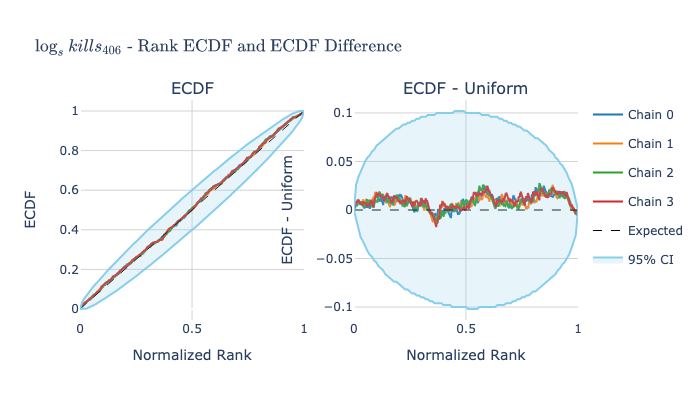 log_s kills_406 - Rank ECDF and ECDF Difference
ECDF
ECDF - Uniform
ECDF
1
0.8
0.6
0.4
0.2
0
0
0.5
1
Normalized Rank
ECDF - Uniform
0.1
0.05
0
−0.05
−0.1
0
0.5
1
Normalized Rank
Chain 0
Chain 1
Chain 2
Chain 3
Expected
95% CI